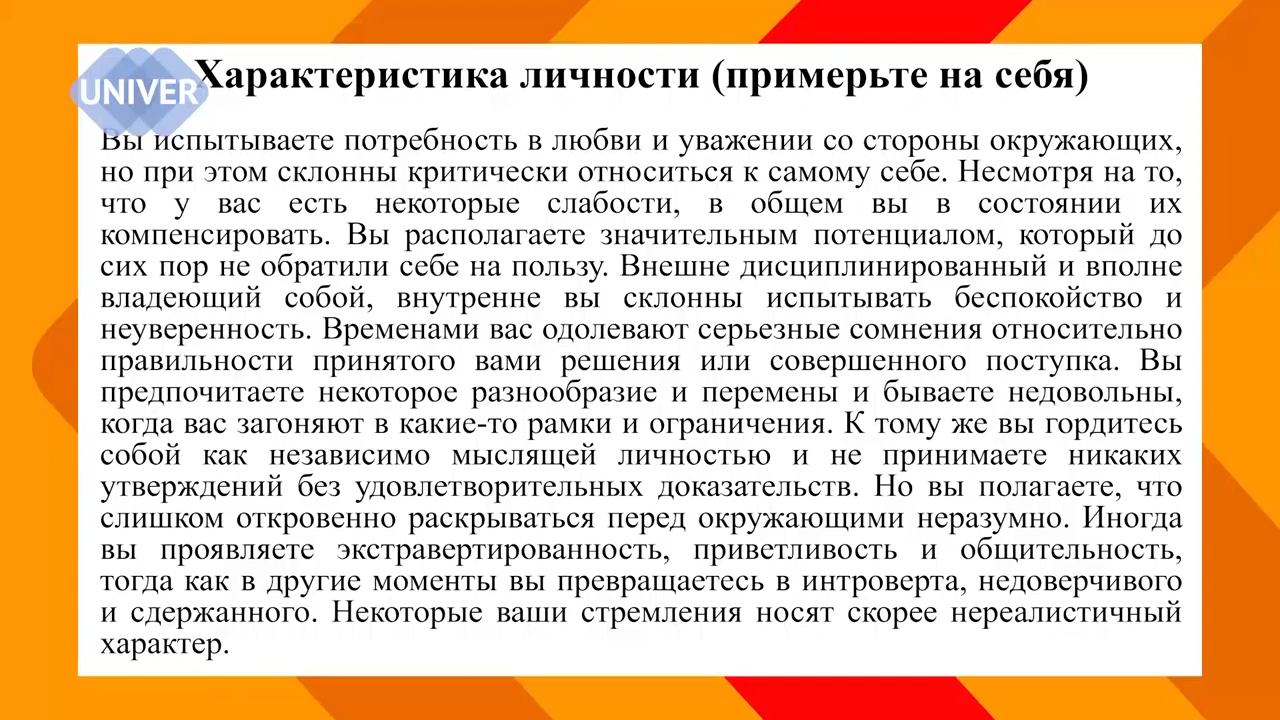 Характеристика личности (примерьте на себя)
UNIVER
Вы испытываете потребность в любви и уважении со стороны окружающих,
но при этом склонны критически относиться к самому себе. Несмотря на то,
что у вас есть некоторые слабости, в общем вы в состоянии их
компенсировать. Вы располагаете значительным потенциалом, который до
сих пор не обратили себе на пользу. Внешне дисциплинированный и вполне
владеющий собой, внутренне вы склонны испытывать беспокойство и
неуверенность. Временами вас одолевают серьезные сомнения относительно
правильности принятого вами решения или совершенного поступка. Вы
предпочитаете некоторое разнообразие и перемены и бываете недовольны,
когда вас загоняют в какие-то рамки и ограничения. К тому же вы гордитесь
собой как независимо мыслящей личностью и не принимаете никаких
утверждений без удовлетворительных доказательств. Но вы полагаете, что
слишком откровенно раскрываться перед окружающими неразумно. Иногда
вы проявляете экстравертированность, приветливость и общительность,
тогда как в другие моменты вы превращаетесь в интроверта, недоверчивого
и сдержанного. Некоторые ваши стремления носят скорее нереалистичный
характер.